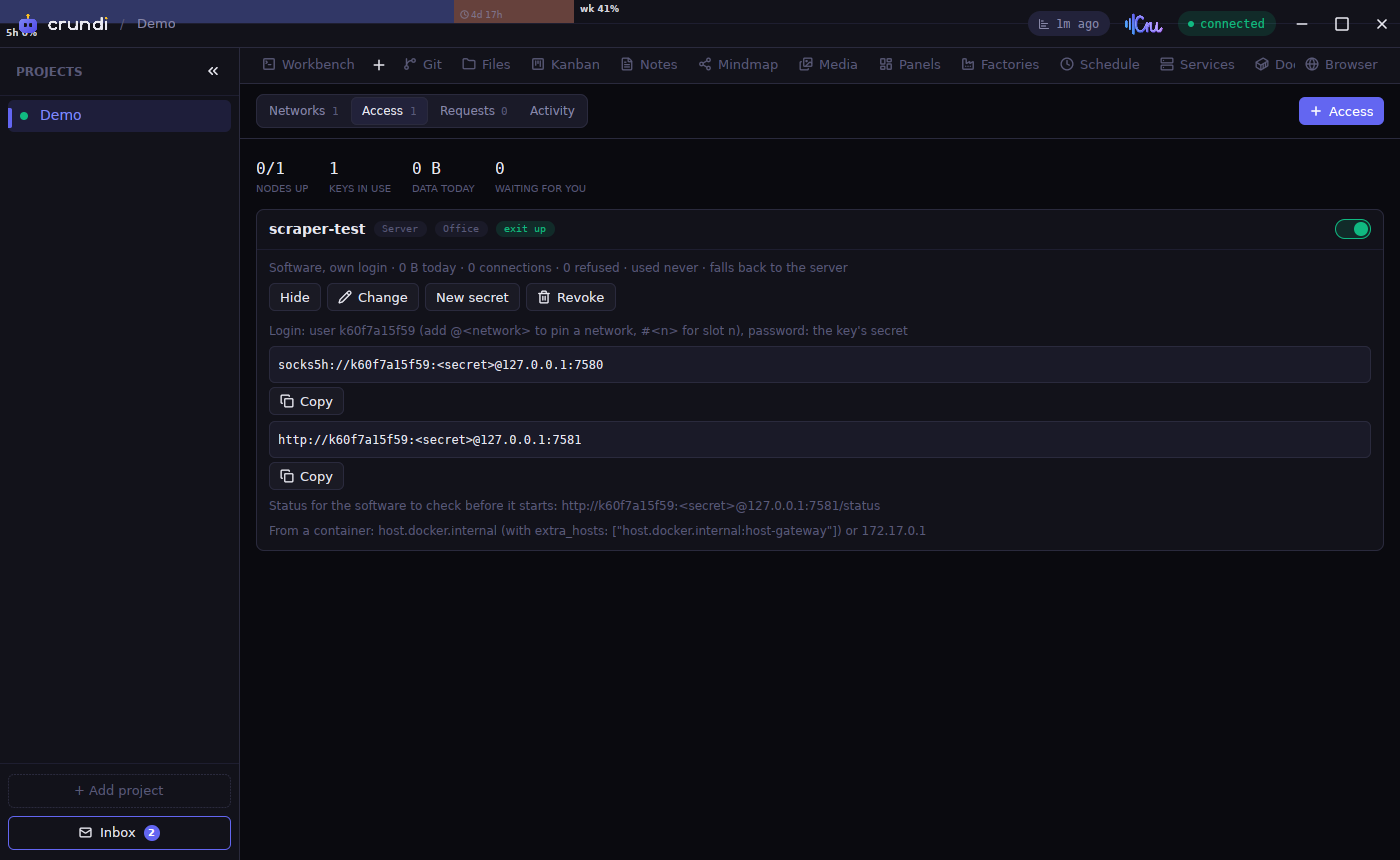 4d 17h
wk 41%
crundi / Demo
1m ago
Cru
connected
PROJECTS
Workbench
Git
Files
Kanban
Notes
Mindmap
Media
Panels
Factories
Schedule
Services
Browser
Demo
Networks 1
Access 1
Requests 0
Activity
+ Access
0/1
NODES UP
1
KEYS IN USE
0 B
DATA TODAY
0
WAITING FOR YOU
scraper-test
Server
Office
exit up
Software, own login · 0 B today · 0 connections · 0 refused · used never · falls back to the server
Hide
Change
New secret
Revoke
Login: user k60f7a15f59 (add @<network> to pin a network, #<n> for slot n), password: the key's secret
socks5h://k60f7a15f59:<secret>@127.0.0.1:7580
Copy
http://k60f7a15f59:<secret>@127.0.0.1:7581
Copy
Status for the software to check before it starts: http://k60f7a15f59:<secret>@127.0.0.1:7581/status
From a container: host.docker.internal (with extra_hosts: ["host.docker.internal:host-gateway"]) or 172.17.0.1
+ Add project
Inbox 2